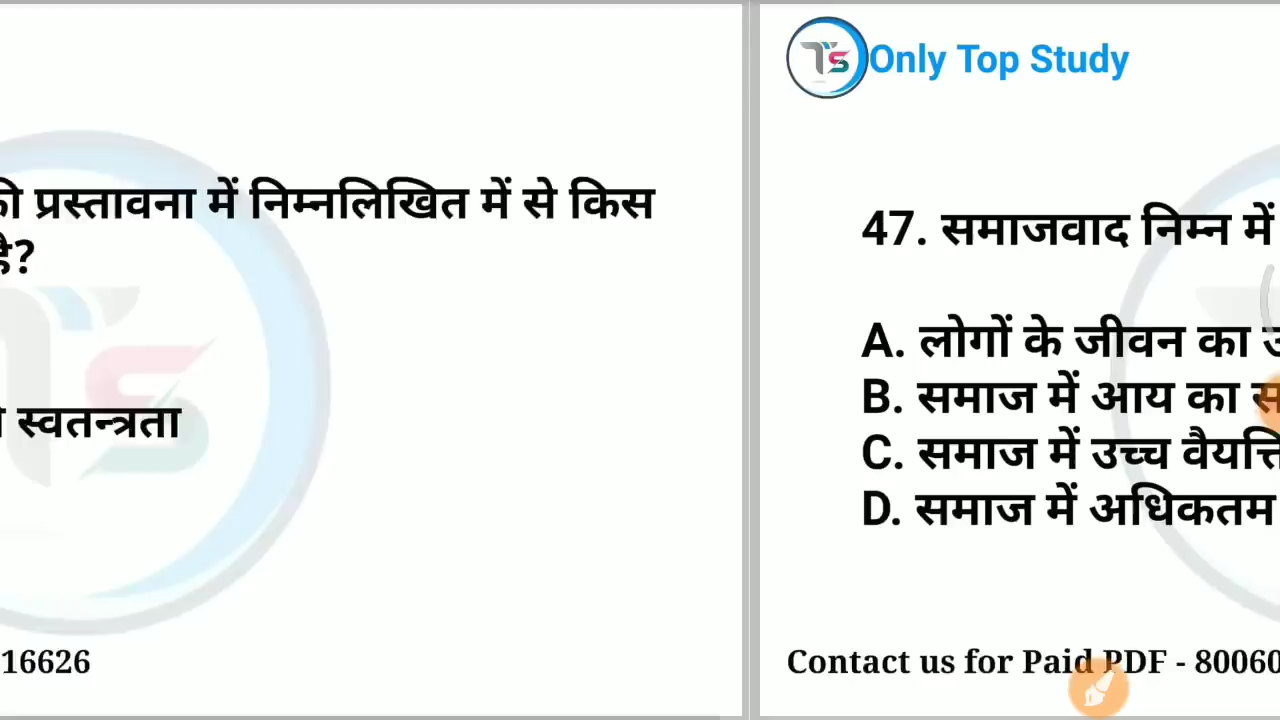 प्रस्तावना में निम्नलिखित में से किस
है?
स्वतन्त्रता
16626
TS Only Top Study
47. समाजवाद निम्न में
A. लोगों के जीवन का
B. समाज में आय का
C. समाज में उच्च
D. समाज में अधिकतम
Contact us for Paid PDF - 80060